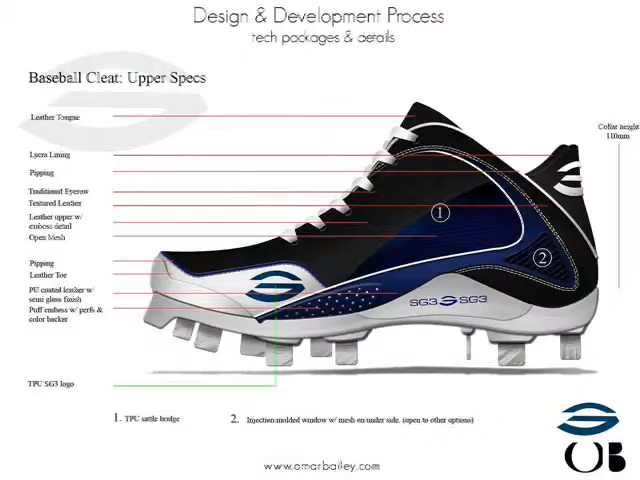 Design & Development Process
tech packages & details
Baseball Cleat: Upper Specs
Leather Tongue
Collar height
110mm
Lycra Lining
Pipping
Traditional Eyerow
Textured Leather
Leather upper w/
emboss detail
Open Mesh
Pipping
Leather Toe
PU coated leather w/
semi gloss finish
Puff emboss w/ perfs &
color backer
1
2
SG3 SG3
TPU SG3 logo
1. TPU sattle bridge
2. Injection molded window w/ mesh on under side. (open to other options)
OB
www.omarbailey.com